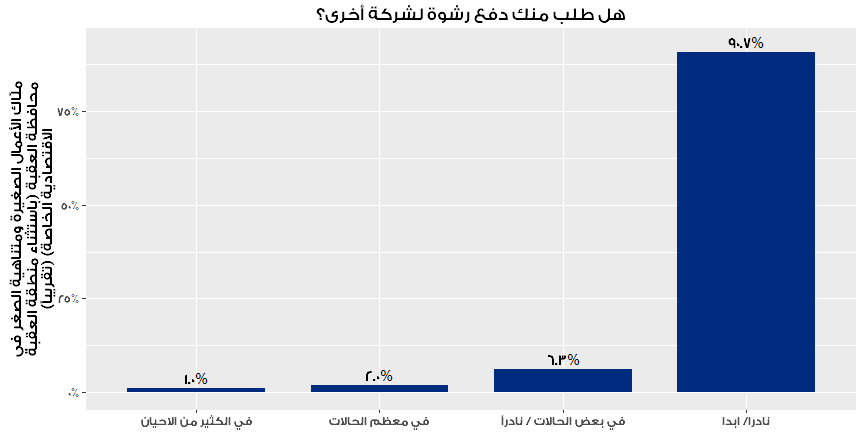 هل طلب منك دفع رشوة لشركة أخرى؟
ملّاك الأعمال الصغيرة ومتناهية الصغر في
محافظة العقبة (باستثناء منطقة العقبة
الاقتصادية الخاصة) (تقريباً)
٧٥%
٥٠%
٢٥%
٠%
١.٠%
٢.٠%
٦.٣%
٩٠.٧%
في الكثير من الاحيان
في معظم الحالات
في بعض الحالات / نادراً
نادرا/ ابدا